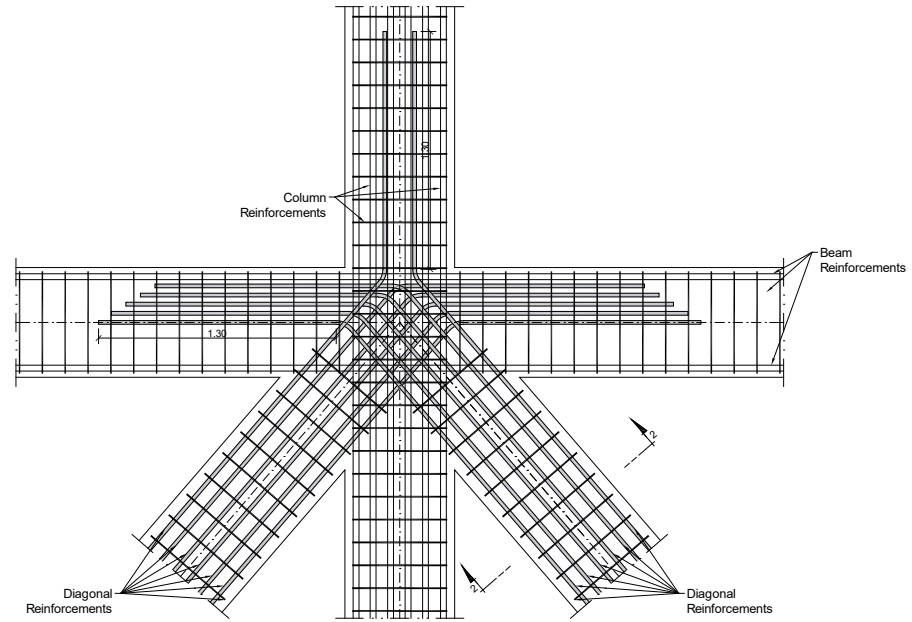 1.30
Column
Reinforcements
Beam
Reinforcements
1.30
2
2
Diagonal
Reinforcements
Diagonal
Reinforcements